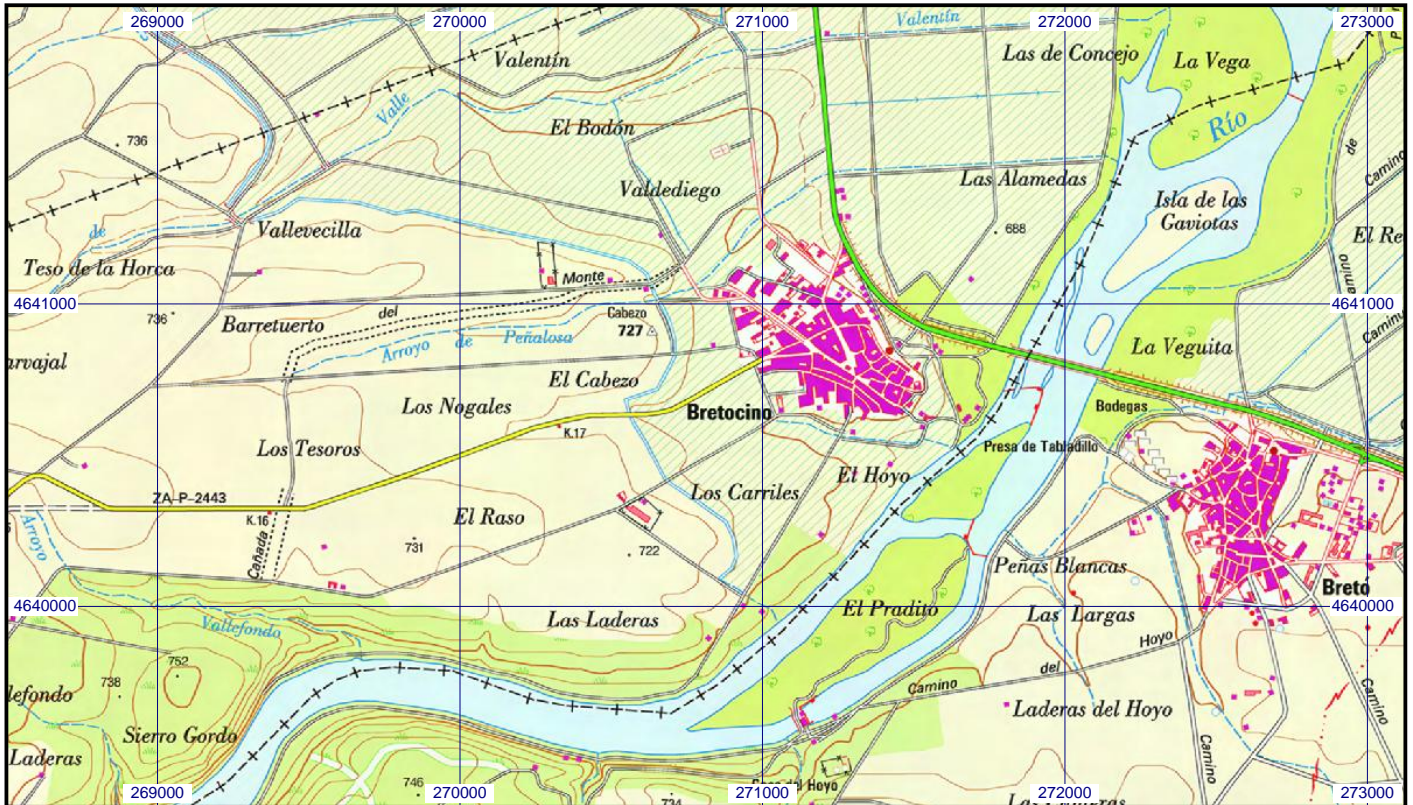 269000 270000 271000 272000 273000
Valentín
Las de Concejo
La Vega
Valentín
Valle
El Bodón
Río
736
de
Camino
Valdediego
Las Alamedas
Isla de las
Gaviotas
688
de
Vallevecilla
El Re
Teso de la Horca
Monte
4641000 4641000
del
Cabezo
727
736
Barretuerto
Arroyo de Peñalosa
Camino
arvajal
La Veguita
El Cabezo
Los Nogales
Bretocino
Bodegas
K.17
Los Tesoros
Presa de Tabladillo
El Hoyo
Los Carriles
ZA-P-2443
K.16
El Raso
Arroyo
Cañada
731
722
Peñas Blancas
Bretó
4640000 4640000
El Pradito
Las Largas
Las Laderas
Vallefondo
Hoyo
del
Camino
752
738
lefondo
Laderas del Hoyo
Camino
Sierro Gordo
Laderas
Camino
746
734
269000 270000 271000 272000 273000